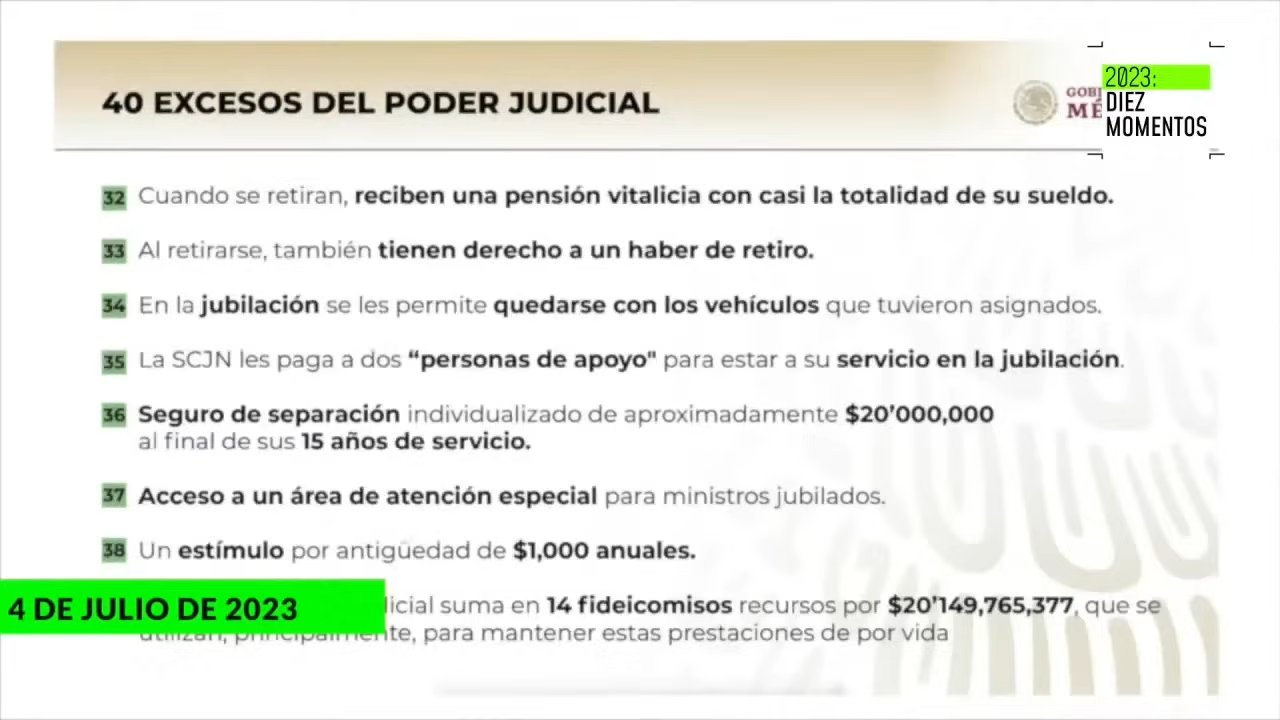 40 EXCESOS DEL PODER JUDICIAL
2023:
DIEZ
MOMENTOS
32 Cuando se retiran, reciben una pensión vitalicia con casi la totalidad de su sueldo.
33 Al retirarse, también tienen derecho a un haber de retiro.
34 En la jubilación se les permite quedarse con los vehículos que tuvieron asignados.
35 La SCJN les paga a dos “personas de apoyo" para estar a su servicio en la jubilación.
36 Seguro de separación individualizado de aproximadamente $20’000,000
al final de sus 15 años de servicio.
37 Acceso a un área de atención especial para ministros jubilados.
38 Un estímulo por antigüedad de $1,000 anuales.
4 DE JULIO DE 2023
suma en 14 fideicomisos recursos por $20’149,765,377, que se
utilizan, principalmente, para mantener estas prestaciones de por vida